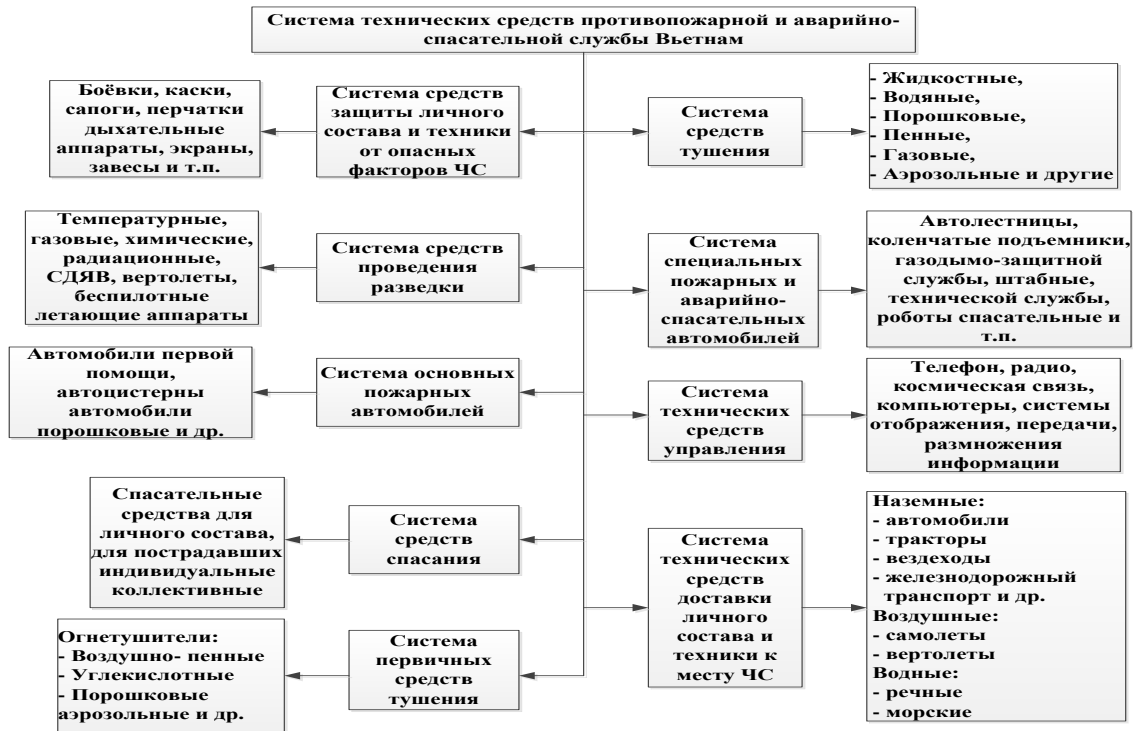 Система технических средств противопожарной и аварийно-
спасательной службы Вьетнам
Боёвки, каски,
сапоги, перчатки
дыхательные
аппараты, экраны,
завесы и т.п.
Система средств
защиты личного
состава и техники
от опасных
факторов ЧС
Система
средств
тушения
- Жидкостные,
- Водяные,
- Порошковые,
- Пенные,
- Газовые,
- Аэрозольные и другие
Температурные,
газовые, химические,
радиационные,
СДЯВ, вертолеты,
беспилотные
летающие аппараты
Система средств
проведения
разведки
Система
специальных
пожарных и
аварийно-
спасательных
автомобилей
Автолестницы,
коленчатые подъемники,
газодымо-защитной
службы, штабные,
технической службы,
роботы спасательные и
т.п.
Автомобили первой
помощи,
автоцистерны
автомобили
порошковые и др.
Система основных
пожарных
автомобилей
Система
технических
средств
управления
Телефон, радио,
космическая связь,
компьютеры, системы
отображения, передачи,
размножения
информации
Спасательные
средства для
личного состава,
для пострадавших
индивидуальные
коллективные
Система
средств
спасания
Система
технических
средств
доставки
личного
состава и
техники к
месту ЧС
Наземные:
- автомобили
- тракторы
- вездеходы
- железнодорожный
транспорт и др.
Воздушные:
- самолеты
- вертолеты
Водные:
- речные
- морские
Огнетушители:
- Воздушно- пенные
- Углекислотные
- Порошковые
аэрозольные и др.
Система
первичных
средств
тушения